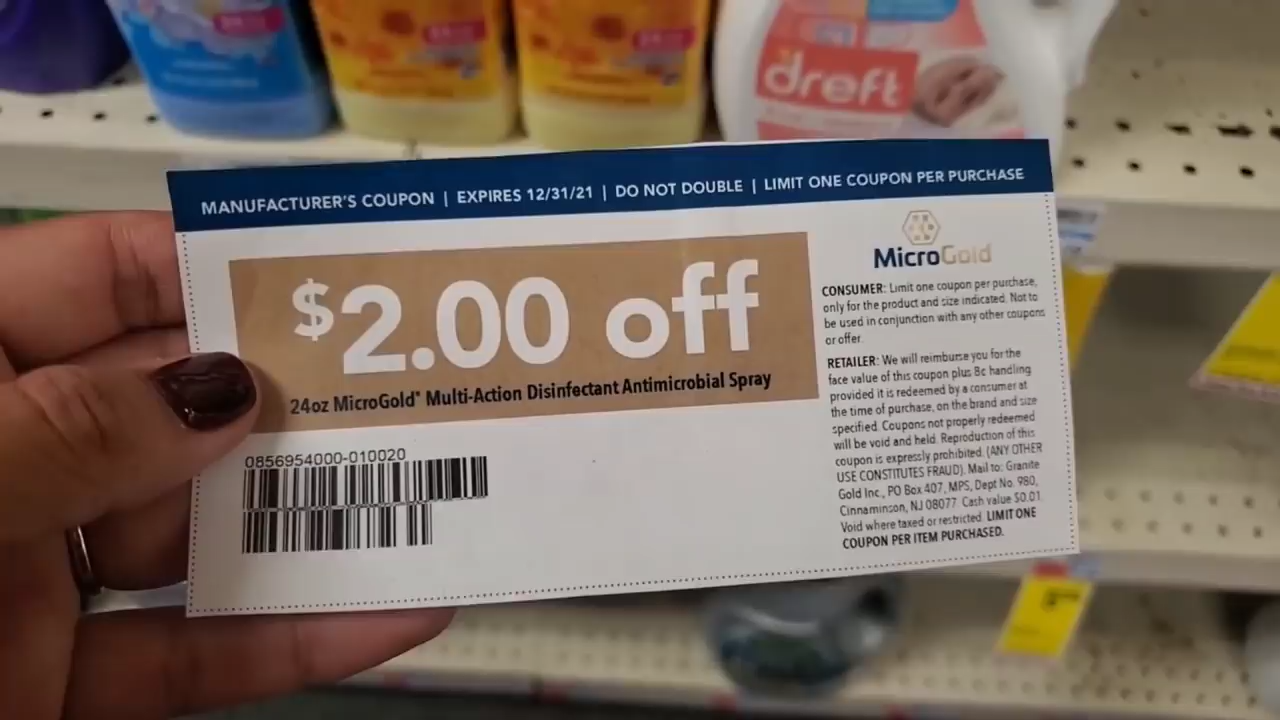 dreft
MANUFACTURER'S COUPON | EXPIRES 12/31/21 | DO NOT DOUBLE | LIMIT ONE COUPON PER PURCHASE
$2.00 off
24oz MicroGold® Multi-Action Disinfectant Antimicrobial Spray
0856954000-010020
MicroGold
CONSUMER: Limit one coupon per purchase,
only for the product and size indicated. Not to
be used in conjunction with any other coupons
or offer.
RETAILER: We will reimburse you for the
face value of this coupon plus 8c handling
provided it is redeemed by a consumer at
the time of purchase, on the brand and size
specified. Coupons not properly redeemed
will be void and held. Reproduction of this
coupon is expressly prohibited. (ANY OTHER
USE CONSTITUTES FRAUD). Mail to: Granite
Gold Inc., PO Box 407, MPS, Dept No. 980,
Cinnaminson, NJ 08077. Cash value $0.01.
Void where taxed or restricted. LIMIT ONE
COUPON PER ITEM PURCHASED.